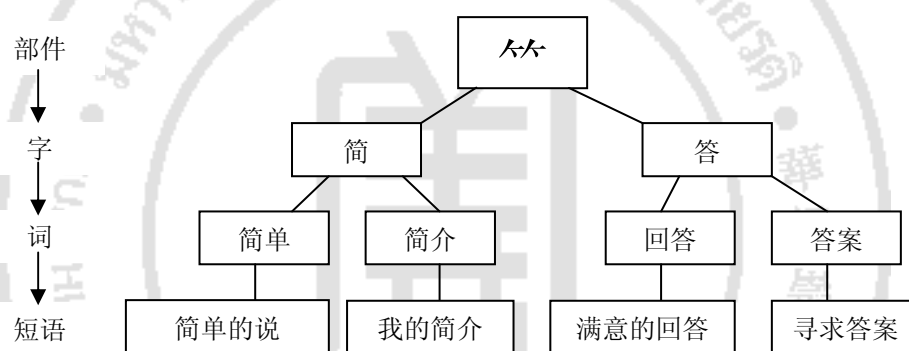 部件 ⺮
字 简 答
词 简单 简介 回答 答案
短语 简单的说 我的简介 满意的回答 寻求答案